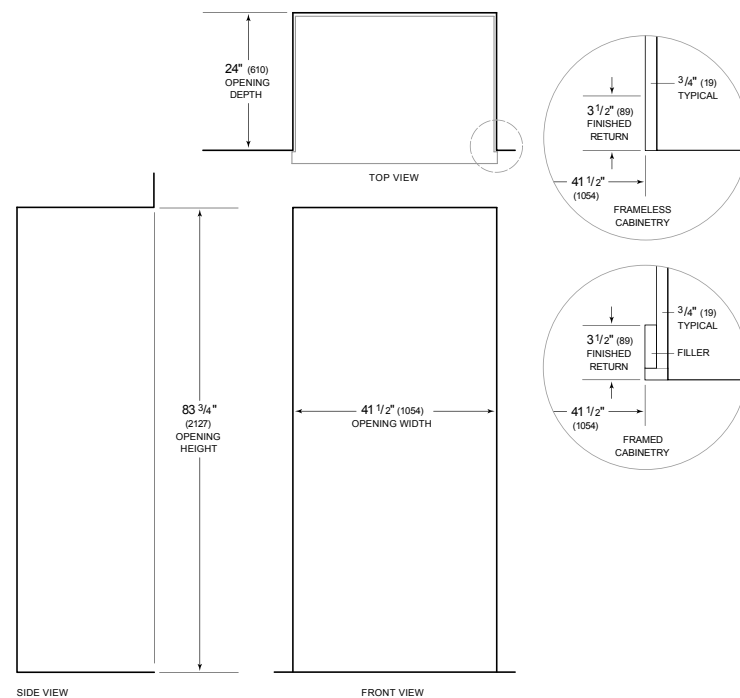 24" (610)
OPENING
DEPTH
TOP VIEW
3/4" (19)
TYPICAL
3 1/2" (89)
FINISHED
RETURN
41 1/2"
(1054)
FRAMELESS
CABINETRY
3/4" (19)
TYPICAL
3 1/2" (89)
FINISHED
RETURN
FILLER
41 1/2"
(1054)
FRAMED
CABINETRY
83 3/4"
(2127)
OPENING
HEIGHT
41 1/2" (1054)
OPENING WIDTH
SIDE VIEW
FRONT VIEW